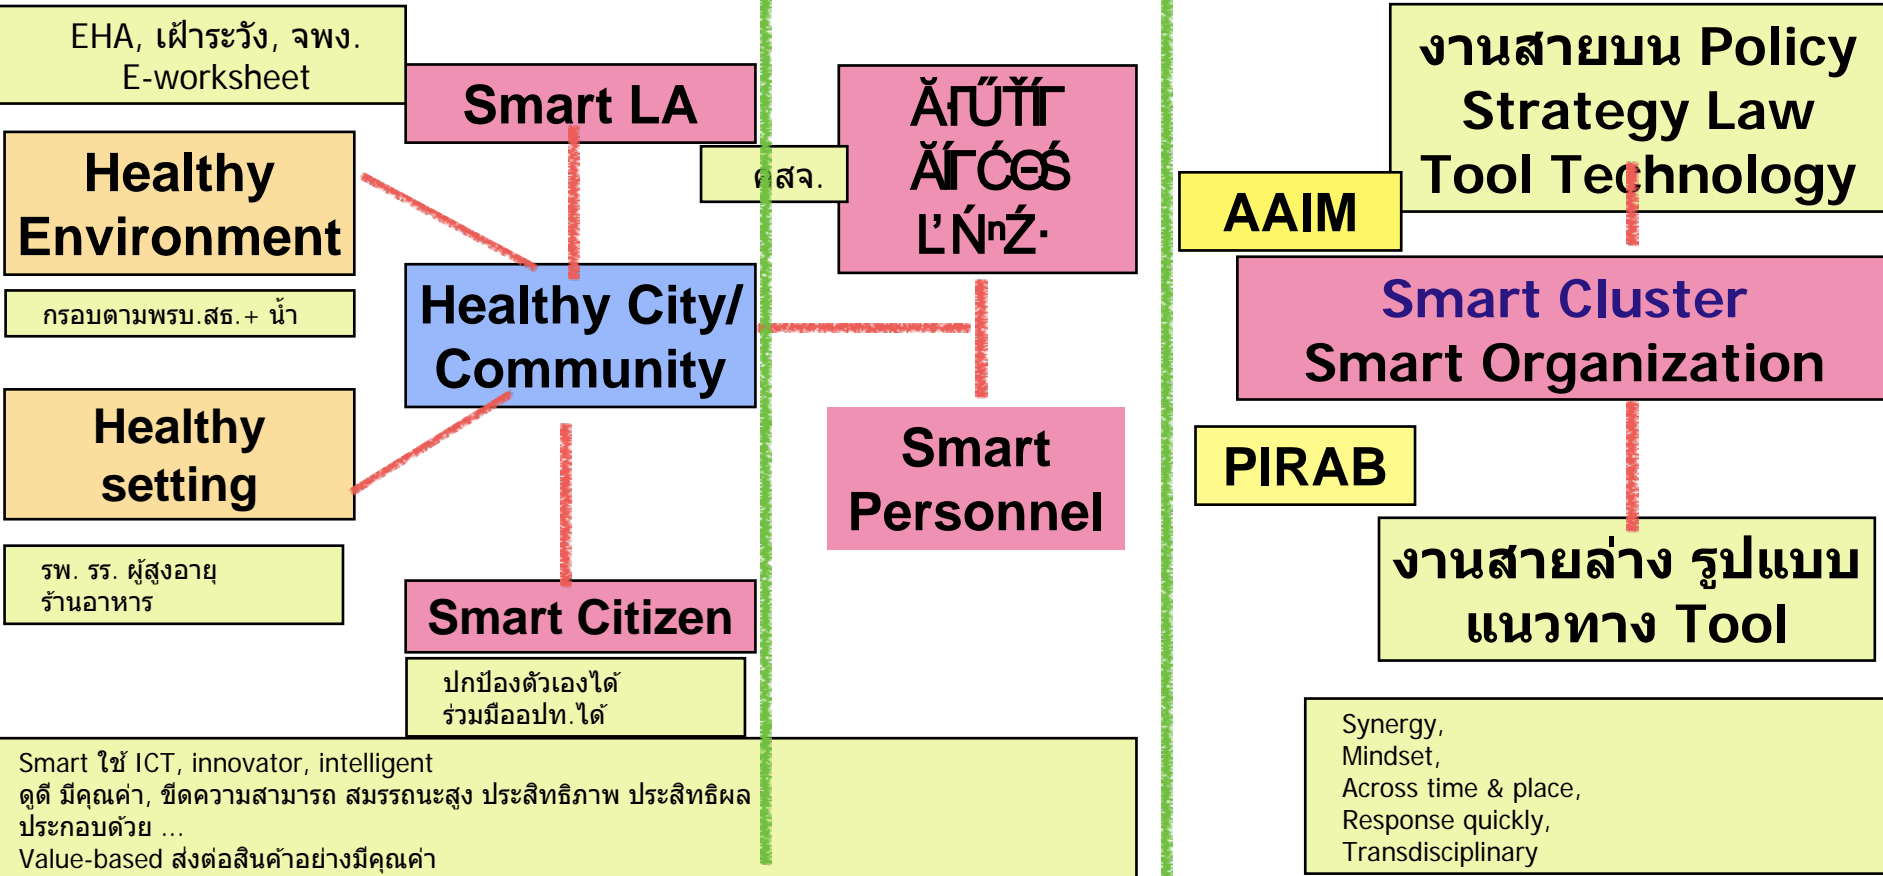 EHA, เฝ้าระวัง, จพง.
E-worksheet
Smart LA
Healthy
Environment
กรอบตามพรบ.สธ.+ น้ำ
Healthy City/
Community
Healthy
setting
รพ. รร. ผู้สูงอายุ
ร้านอาหาร
Smart Citizen
ปกป้องตัวเองได้
ร่วมมืออปท.ได้
Smart ใช้ ICT, innovator, intelligent
ดูดี มีคุณค่า, ขีดความสามารถ สมรรถนะสูง ประสิทธิภาพ ประสิทธิผล
ประกอบด้วย ...
Value-based ส่งต่อสินค้าอย่างมีคุณค่า
คสจ.
Smart
Personnel
งานสายบน Policy
Strategy Law
Tool Technology
AAIM
Smart Cluster
Smart Organization
PIRAB
งานสายล่าง รูปแบบ
แนวทาง Tool
Synergy,
Mindset,
Across time & place,
Response quickly,
Transdisciplinary